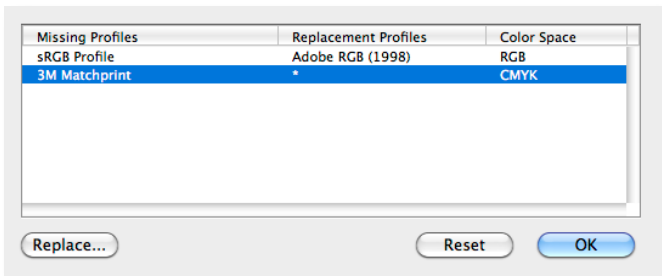 Missing Profiles Replacement Profiles Color Space
sRGB Profile Adobe RGB (1998) RGB
3M Matchprint * CMYK
Replace... Reset OK